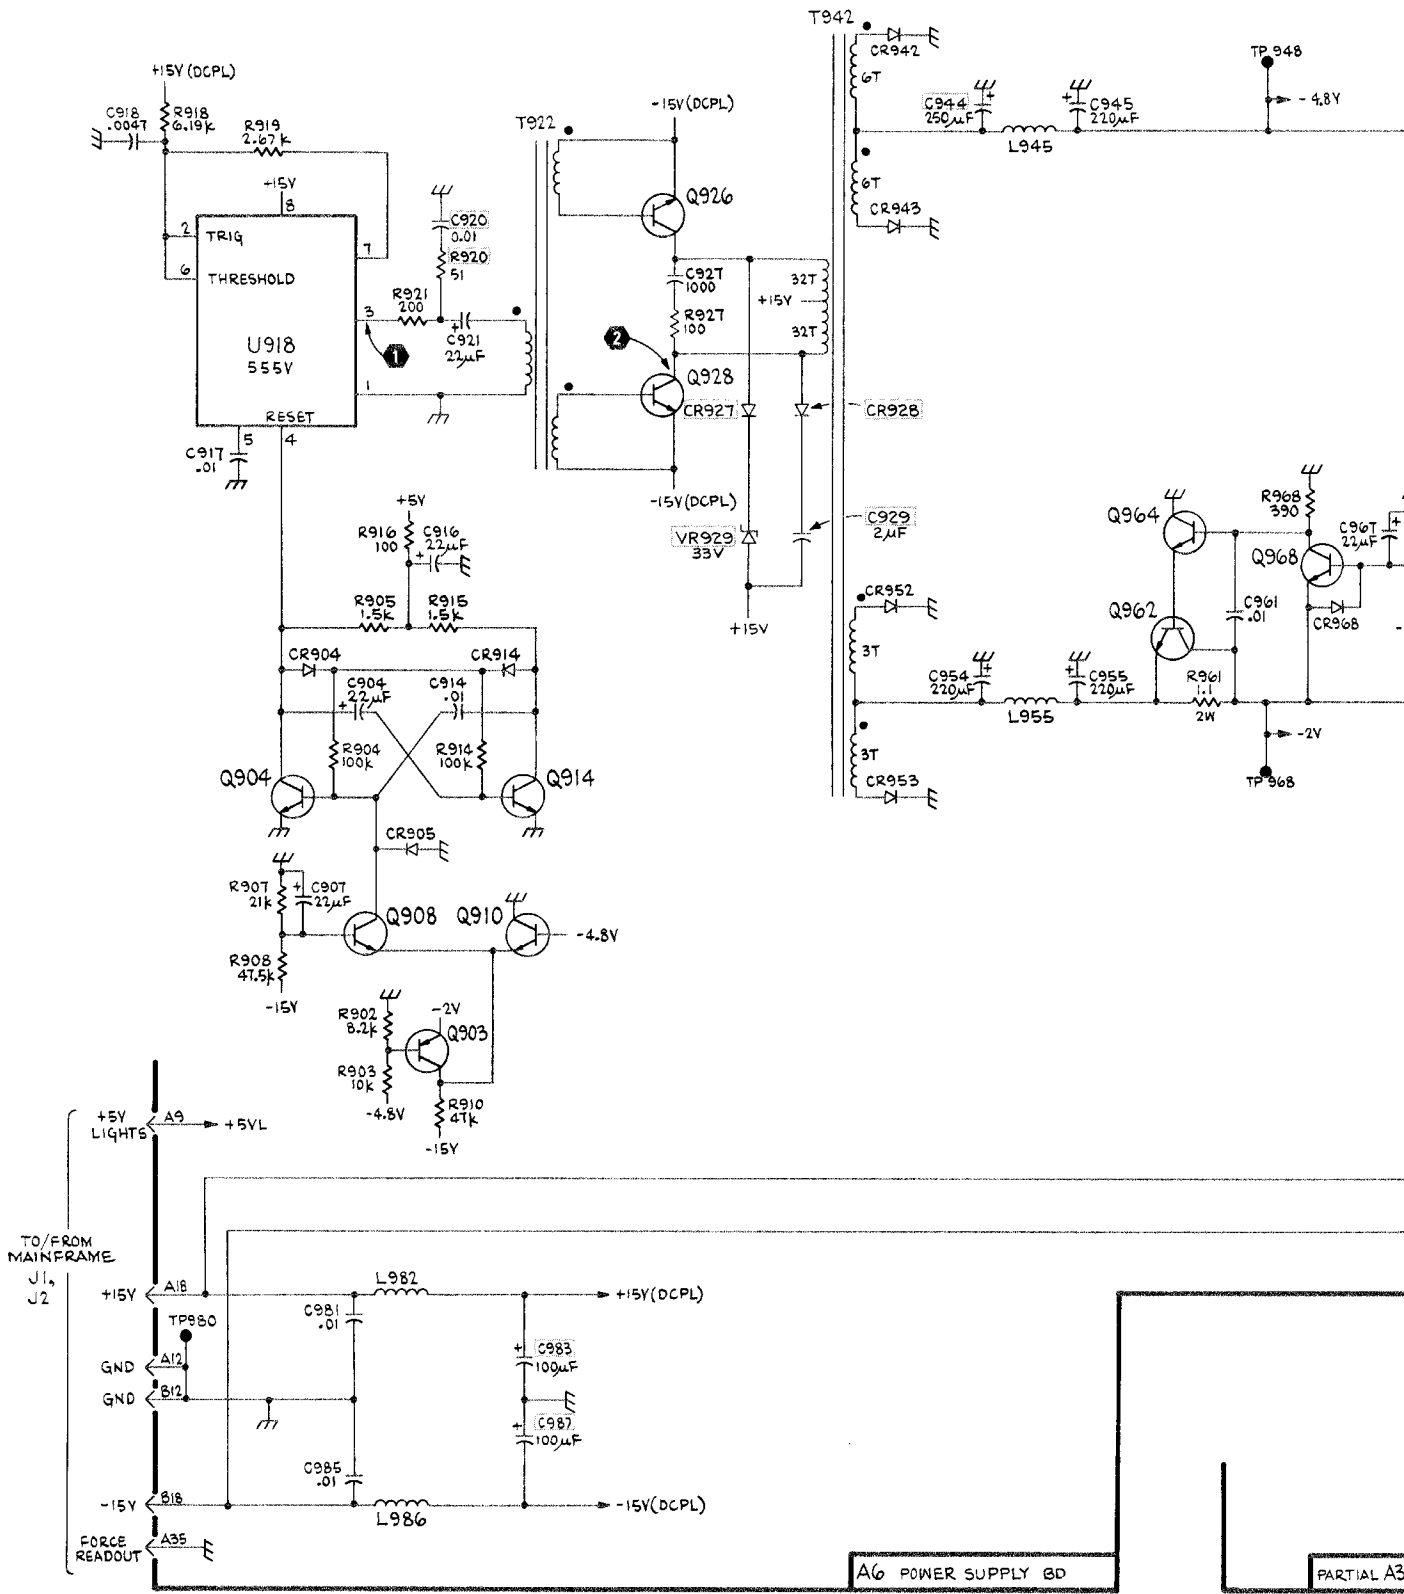 T942
CR942
6T
TP 948
+15V (DCPL)
-15V(DCPL)
C918
.0047
R918
6.19k
R919
2.67k
C944
250µF
+
L945
+
C945
220µF
-4.8V
T922
+15V
8
Q926
6T
CR943
2
TRIG
7
C920
0.01
R920
51
6
THRESHOLD
C927
1000
32T
+15V
R921
200
3
R927
100
32T
U918
555V
1
+
C921
22µF
2
Q928
1
CR927
CR928
RESET
5
4
C917
.01
-15V(DCPL)
+5V
R916
100
+
C916
22µF
VR929
33V
C929
2µF
Q964
R968
390
C967
22µF
+
Q968
R905
1.5k
R915
1.5k
CR952
+15V
Q962
C961
.01
CR968
CR904
CR914
3T
C904
22µF
+
C914
.01
C954
220µF
+
L955
+
C955
220µF
R961
1.1
2W
-2V
R904
100k
R914
100k
Q904
Q914
3T
CR953
TP 968
CR905
R907
21k
+
C907
22µF
Q908
Q910
-4.8V
R908
47.5k
-15V
R902
8.2k
-2V
Q903
R903
10k
-4.8V
R910
47k
-15V
+5V
LIGHTS
A9
+5VL
TO/FROM
MAINFRAME
J1,
J2
+15V
A18
L982
+15V(DCPL)
TP980
C981
.01
GND
A12
+
C983
100µF
GND
B12
+
C987
100µF
C985
.01
-15V
B18
L986
-15V(DCPL)
FORCE
READOUT
A35
A6 POWER SUPPLY BD
PARTIAL A3